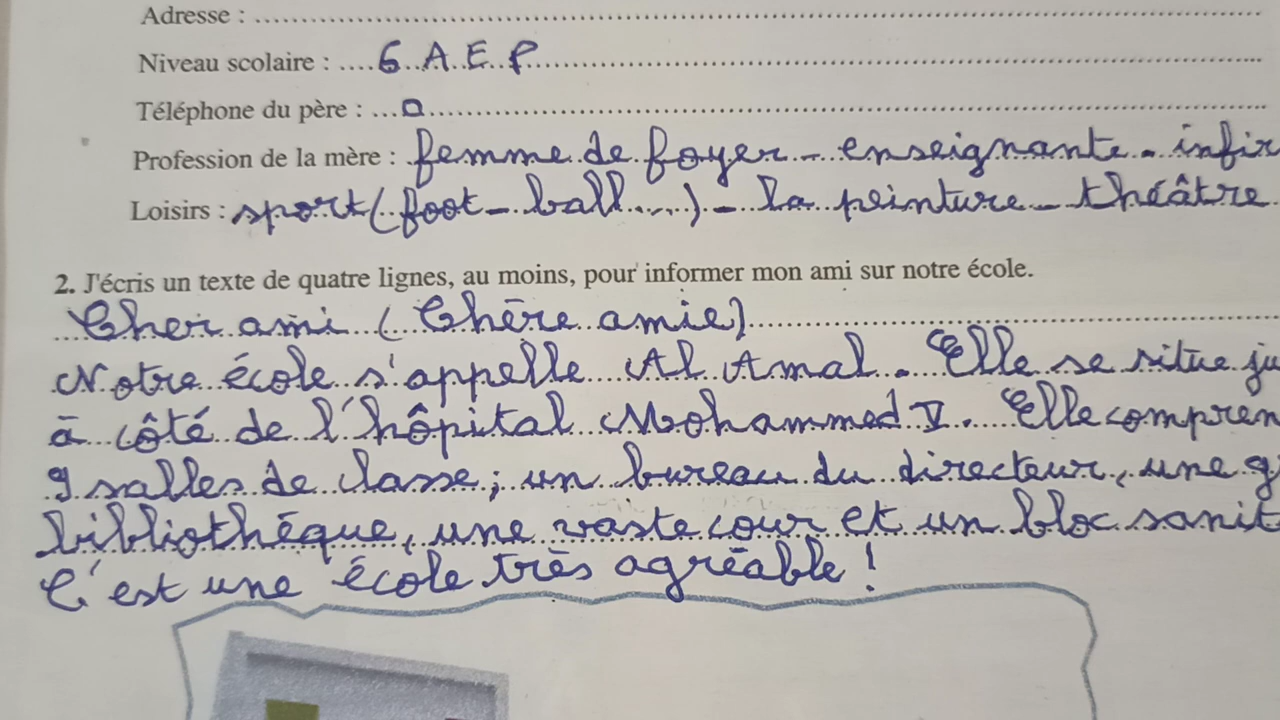 Adresse :
Niveau scolaire : 6 A.E.P
Téléphone du père : 0
Profession de la mère : femme de foyer - enseignante - infir
Loisirs : sport (foot-ball....) - la peinture - théâtre
2. J'écris un texte de quatre lignes, au moins, pour informer mon ami sur notre école.
Cher ami (Chère amie)
Notre école s'appelle Al Amal. Elle se situe ju
à côté de l'hôpital Mohammed V. Elle compren
9 salles de classe; un bureau du directeur, une g
bibliothèque, une vaste cour et un bloc sanit
C'est une école très agréable !